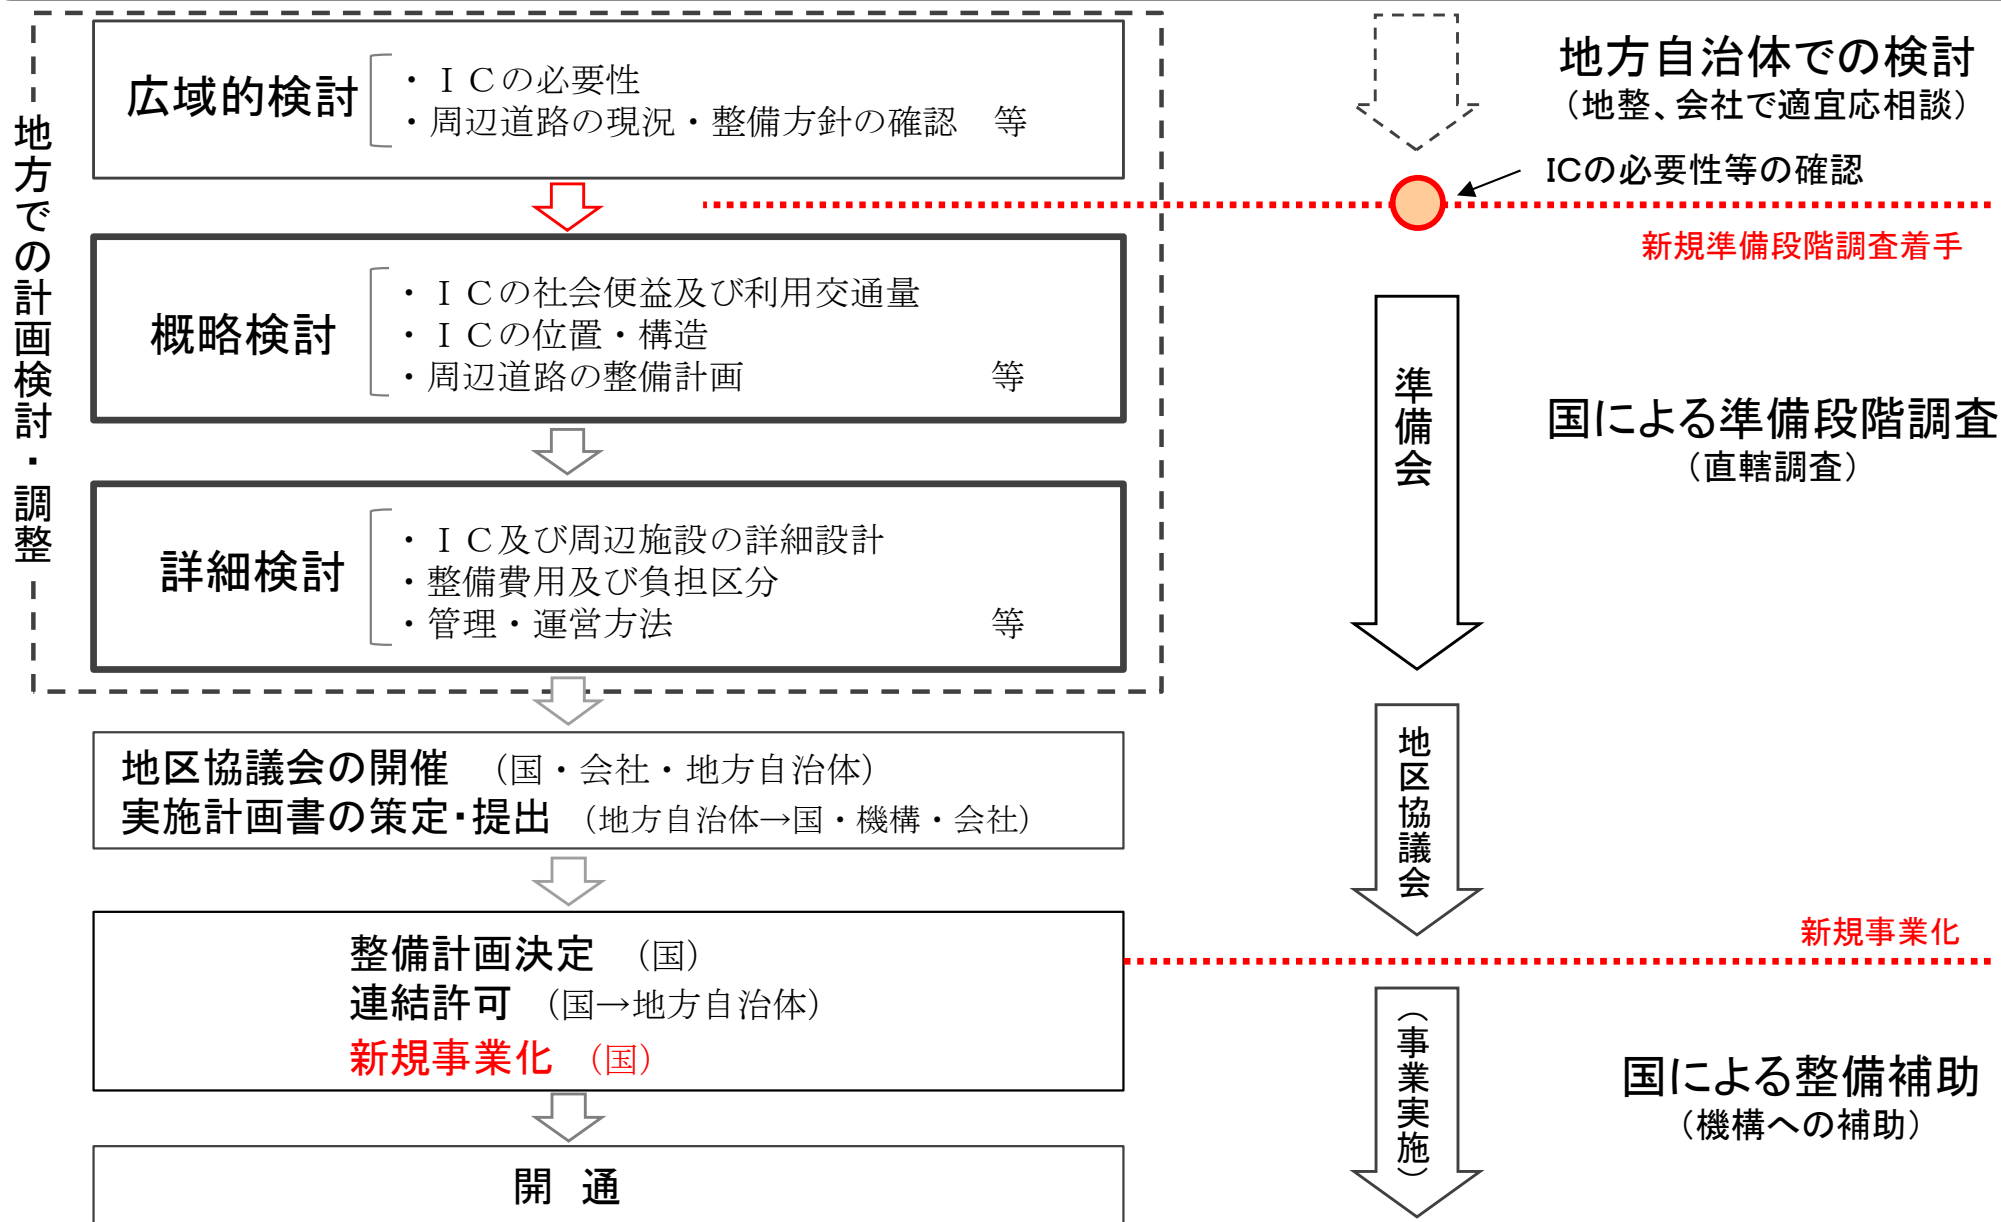 地方での計画検討・調整
広域的検討
・ＩＣの必要性
・周辺道路の現況・整備方針の確認　等
概略検討
・ＩＣの社会便益及び利用交通量
・ＩＣの位置・構造
・周辺道路の整備計画　等
詳細検討
・ＩＣ及び周辺施設の詳細設計
・整備費用及び負担区分
・管理・運営方法　等
地区協議会の開催　（国・会社・地方自治体）
実施計画書の策定・提出　（地方自治体→国・機構・会社）
整備計画決定　（国）
連結許可　（国→地方自治体）
新規事業化　（国）
開　通
地方自治体での検討
（地整、会社で適宜応相談）
ICの必要性等の確認
新規準備段階調査着手
準備会
国による準備段階調査
（直轄調査）
地区協議会
新規事業化
（事業実施）
国による整備補助
（機構への補助）